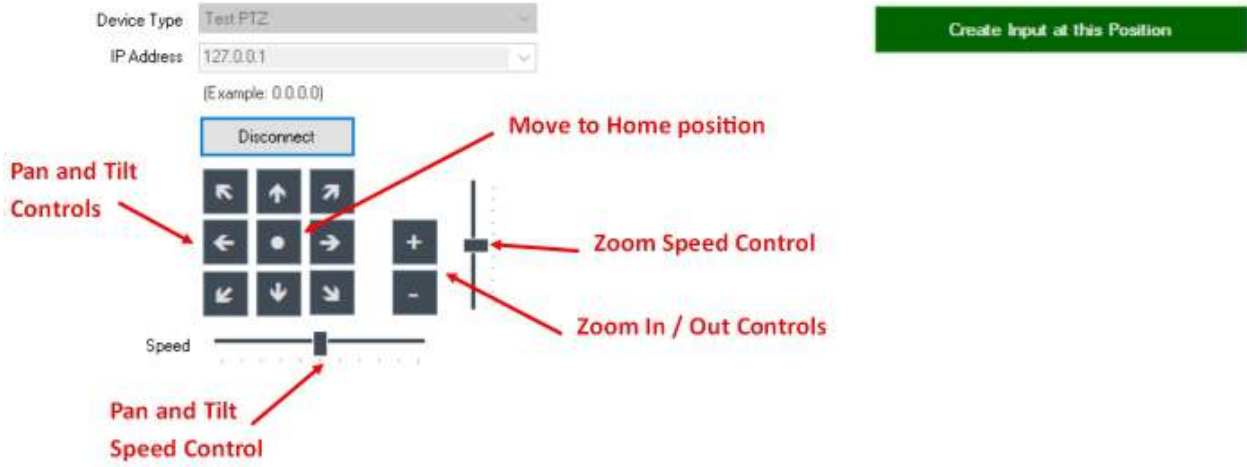 Device Type Test PTZ
Create Input at this Position
IP Address 127.0.0.1
(Example: 0.0.0.0)
Disconnect
Move to Home position
Pan and Tilt
Controls
+
Zoom Speed Control
-
Zoom In / Out Controls
Speed
Pan and Tilt
Speed Control